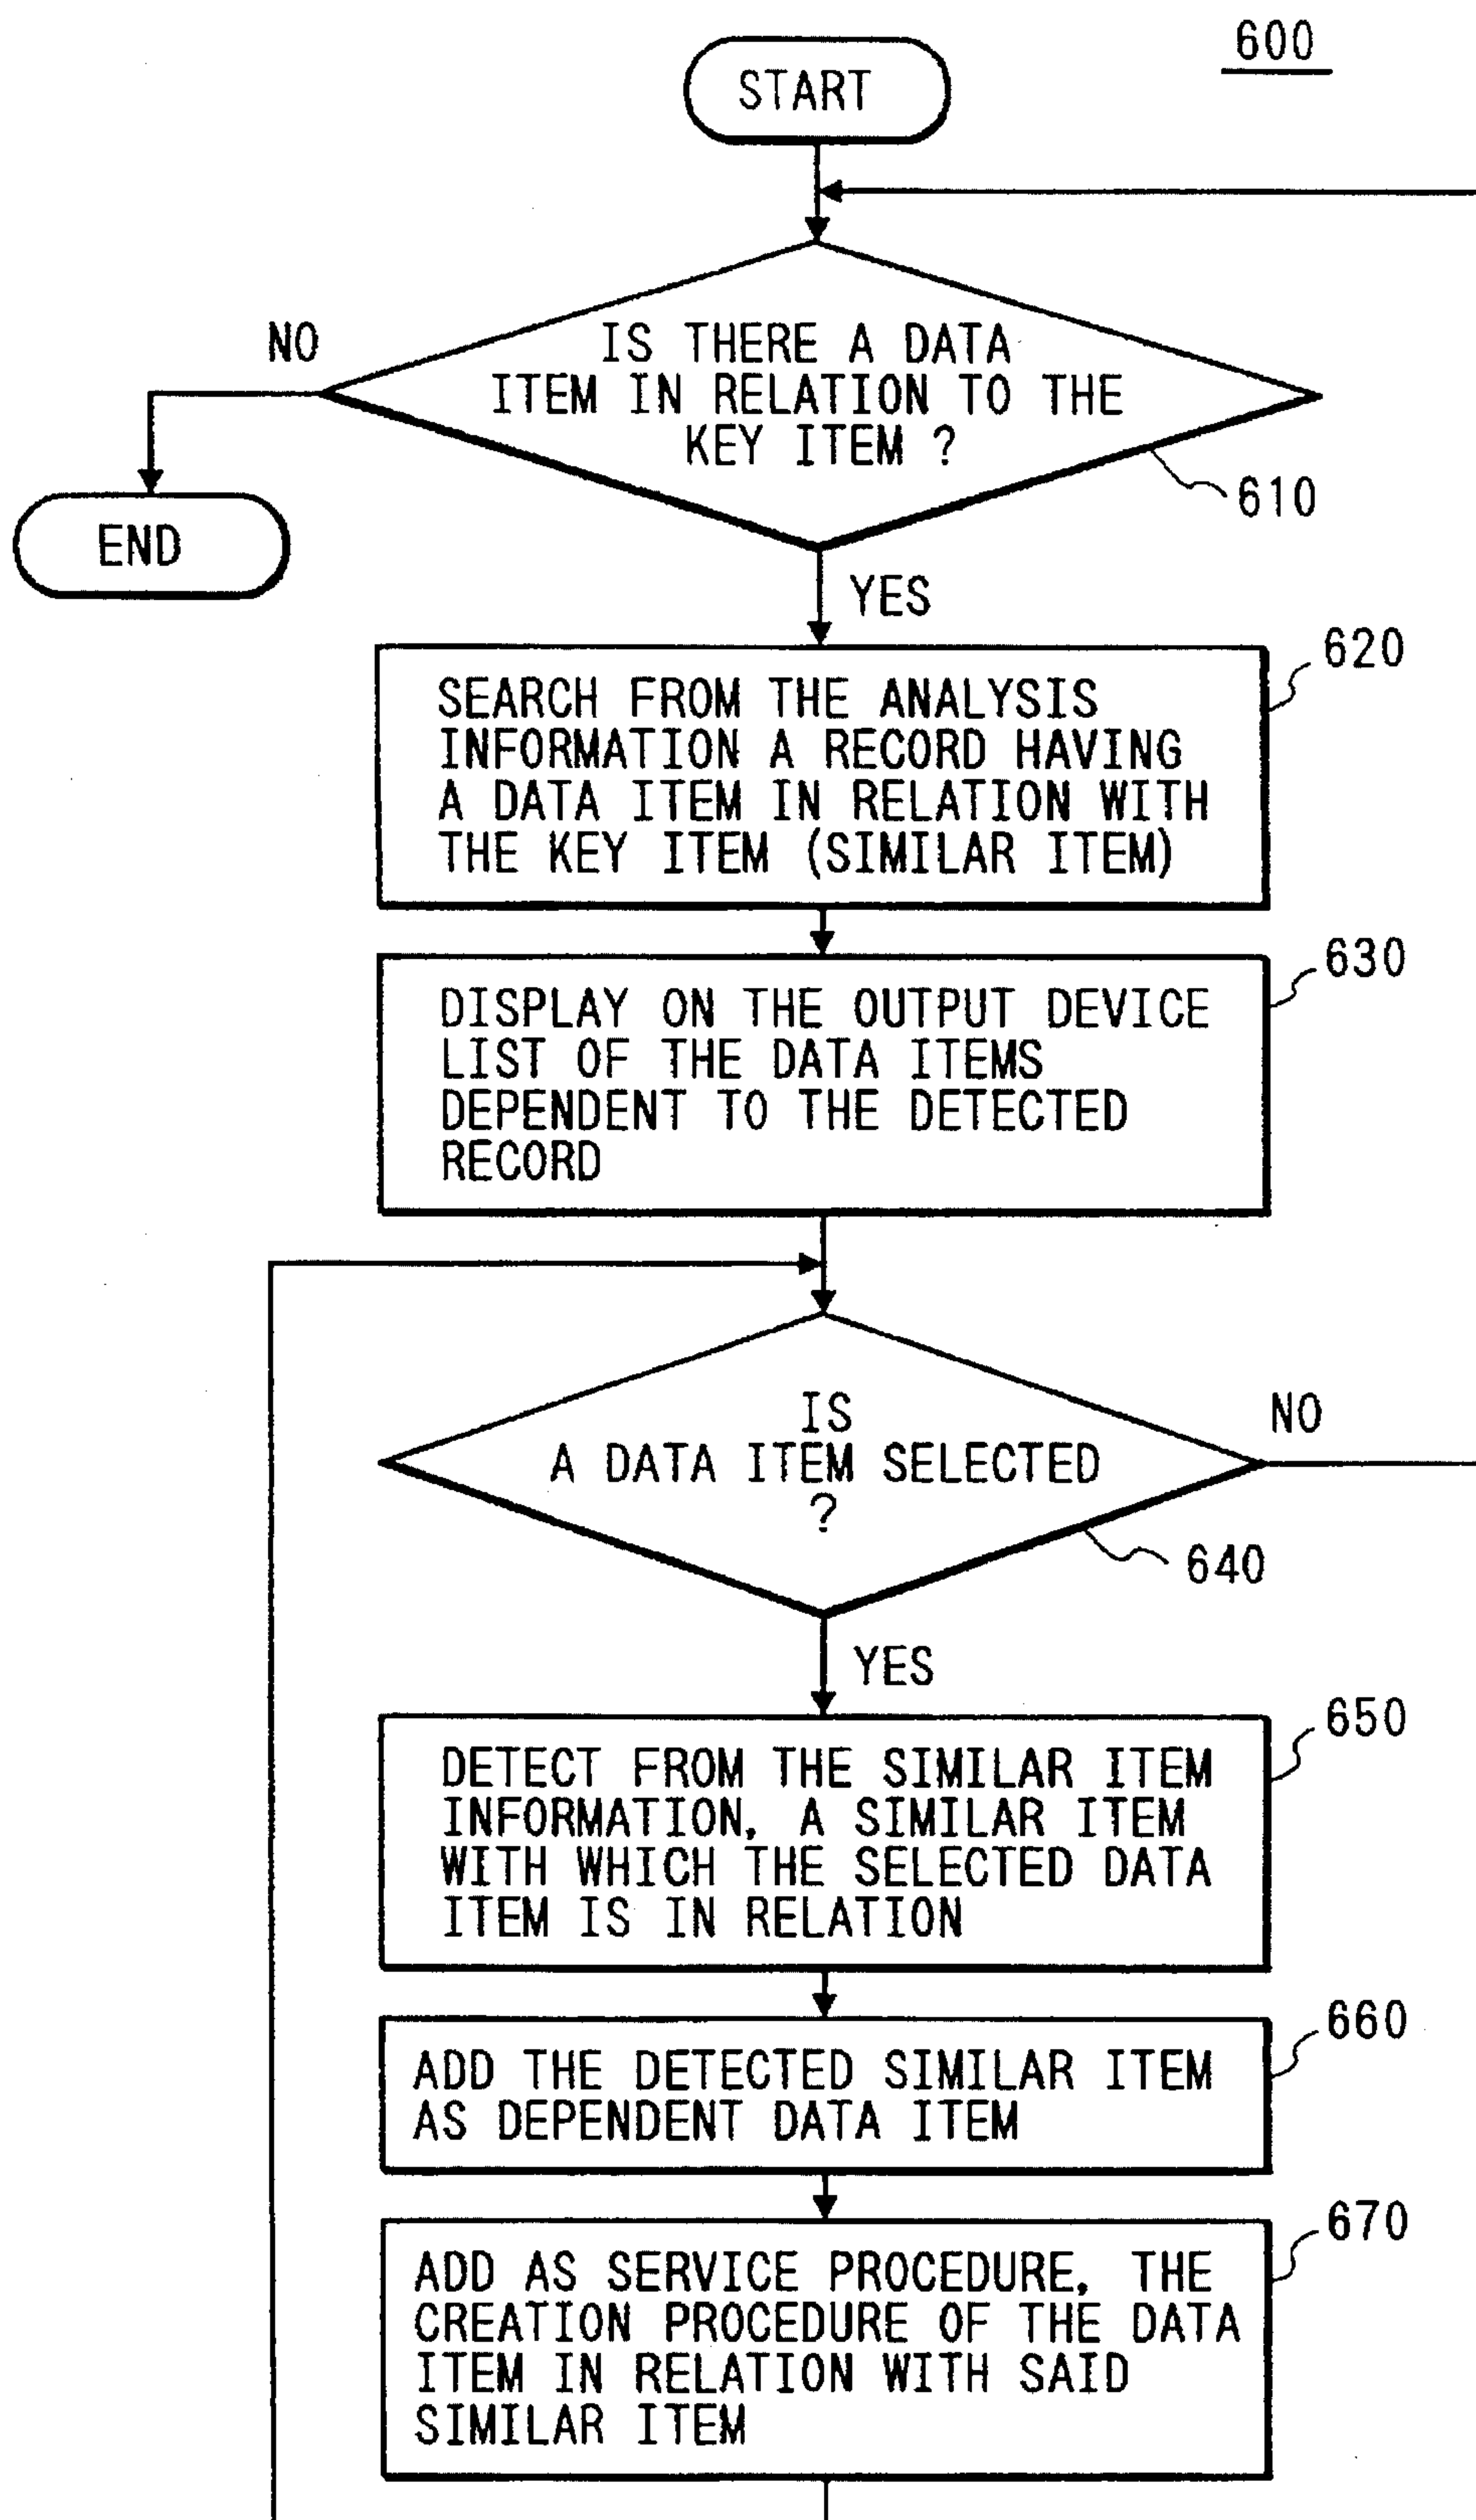 600
START
IS THERE A DATA
ITEM IN RELATION TO THE
KEY ITEM ?
NO
610
END
YES
620
SEARCH FROM THE ANALYSIS
INFORMATION A RECORD HAVING
A DATA ITEM IN RELATION WITH
THE KEY ITEM (SIMILAR ITEM)
630
DISPLAY ON THE OUTPUT DEVICE
LIST OF THE DATA ITEMS
DEPENDENT TO THE DETECTED
RECORD
IS
A DATA ITEM SELECTED
?
NO
640
YES
650
DETECT FROM THE SIMILAR ITEM
INFORMATION, A SIMILAR ITEM
WITH WHICH THE SELECTED DATA
ITEM IS IN RELATION
660
ADD THE DETECTED SIMILAR ITEM
AS DEPENDENT DATA ITEM
670
ADD AS SERVICE PROCEDURE, THE
CREATION PROCEDURE OF THE DATA
ITEM IN RELATION WITH SAID
SIMILAR ITEM